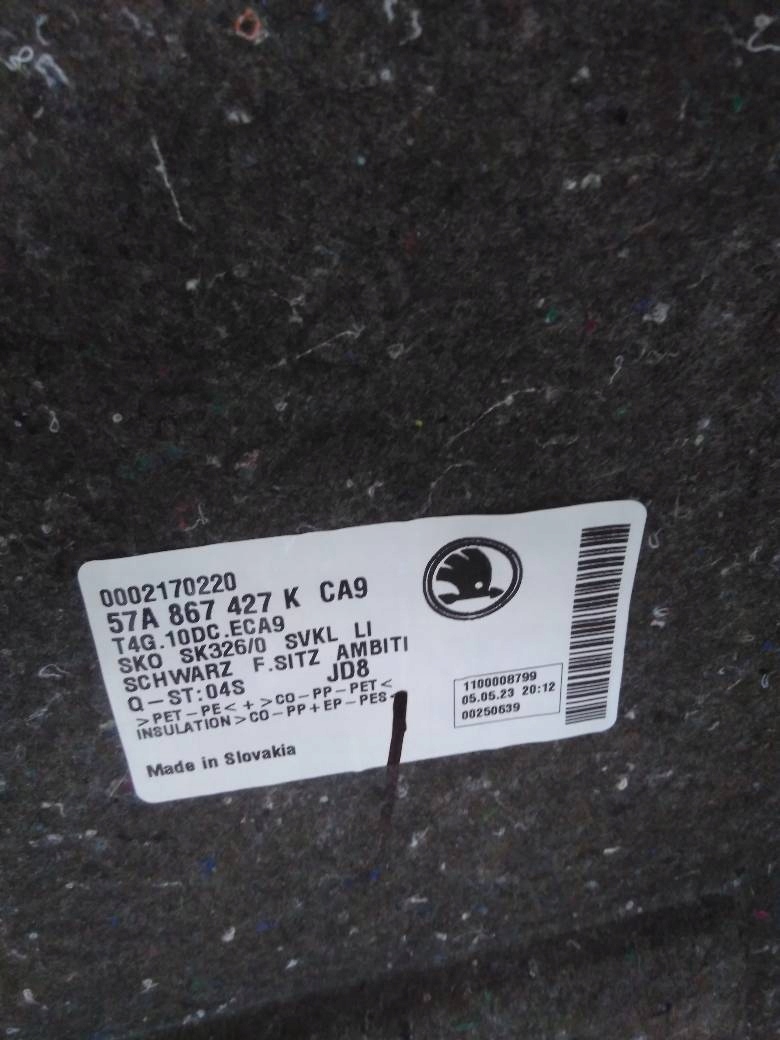 0002170220
57A 867 427 K CA9
T4G.10DC.ECA9
SKO SK326/0 SVKL LI
SCHWARZ F.SITZ AMBITI
Q-ST:04S JD8
>PET-PE< + >CO-PP-PET<
INSULATION>CO-PP+EP-PES<
Made in Slovakia
1100008799
05.05.23 20:12
00250639